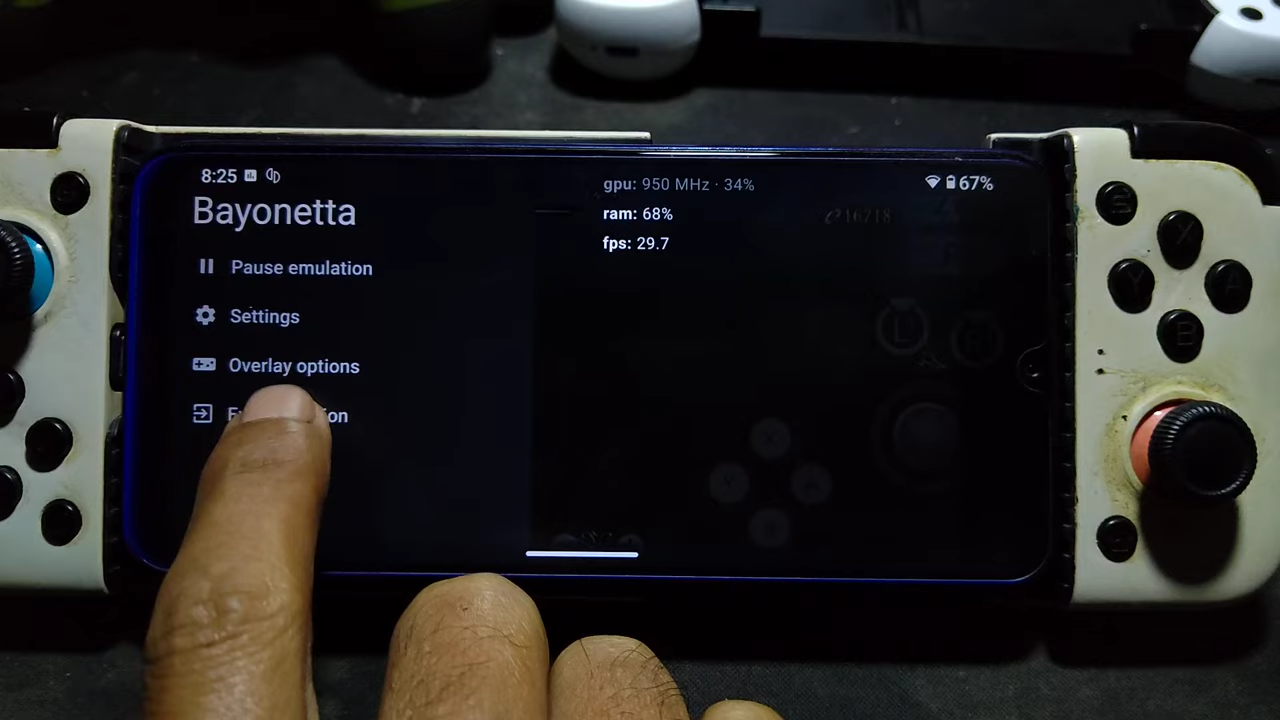 8:25
67%
Bayonetta
gpu: 950 MHz · 34%
ram: 68%
fps: 29.7
Pause emulation
Settings
Overlay options
S
X
Y
A
B
L